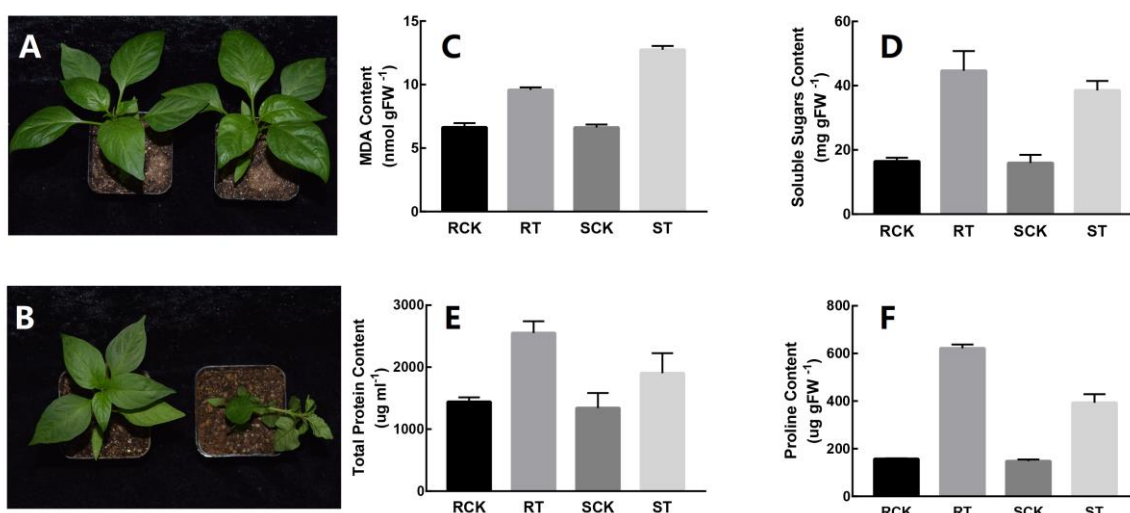 A
B
C
MDA Content
(nmol gFW⁻¹)
15
10
5
0
RCK RT SCK ST
D
Soluble Sugars Content
(mg gFW⁻¹)
60
40
20
0
RCK RT SCK ST
E
Total Protein Content
(ug ml⁻¹)
3000
2000
1000
0
RCK RT SCK ST
F
Proline Content
(ug gFW⁻¹)
800
600
400
200
0
RCK RT SCK ST